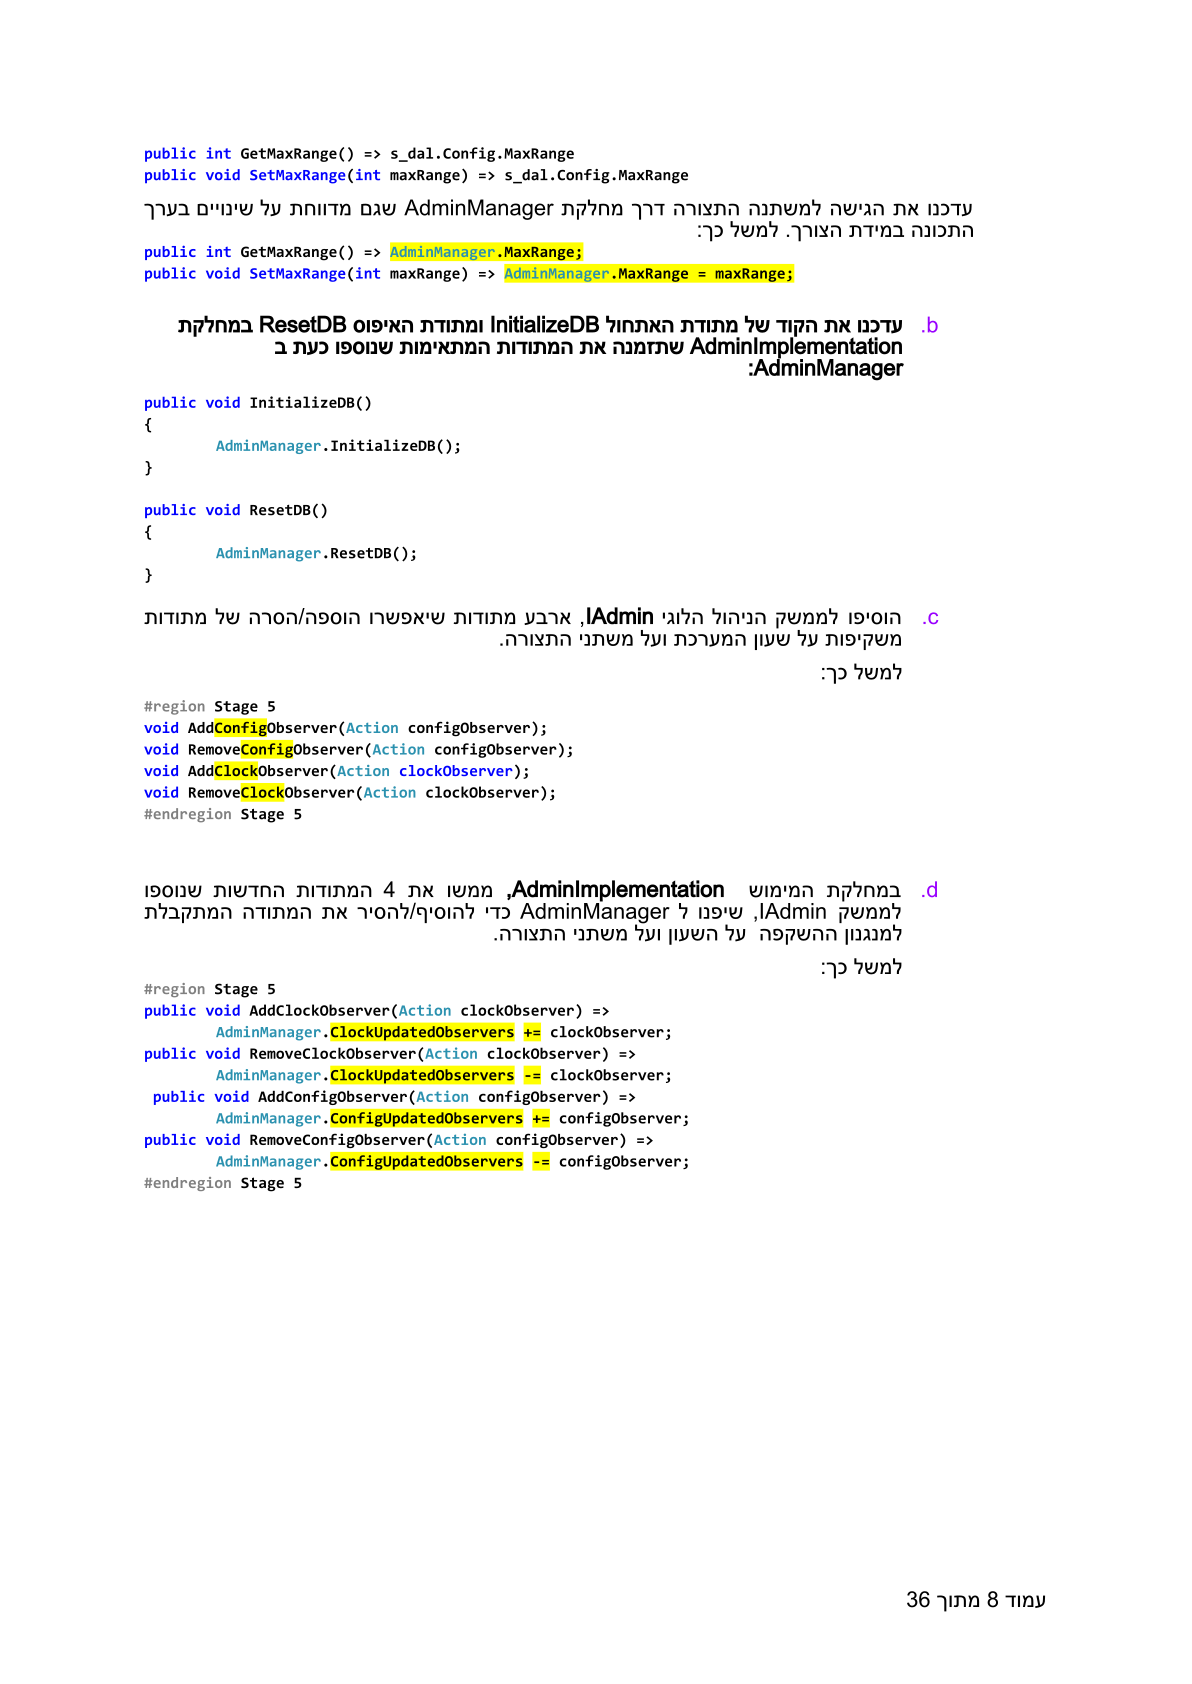 public int GetMaxRange() => s_dal.Config.MaxRange
public void SetMaxRange(int maxRange) => s_dal.Config.MaxRange
עדכנו את הגישה למשתנה התצורה דרך מחלקת AdminManager שגם מדווחת על שינויים בערך
התכונה במידת הצורך. למשל כך:
public int GetMaxRange() => AdminManager.MaxRange;
public void SetMaxRange(int maxRange) => AdminManager.MaxRange = maxRange;
b. עדכנו את הקוד של מתודת האתחול InitializeDB ומתודת האיפוס ResetDB במחלקת
AdminImplementation שתזמנה את המתודות המתאימות שנוספו כעת ב
AdminManager:
public void InitializeDB()
{
AdminManager.InitializeDB();
}
public void ResetDB()
{
AdminManager.ResetDB();
}
c. הוסיפו לממשק הניהול הלוגי IAdmin, ארבע מתודות שיאפשרו הוספה/הסרה של מתודות
משקיפות על שעון המערכת ועל משתני התצורה.
למשל כך:
#region Stage 5
void AddConfigObserver(Action configObserver);
void RemoveConfigObserver(Action configObserver);
void AddClockObserver(Action clockObserver);
void RemoveClockObserver(Action clockObserver);
#endregion Stage 5
d. במחלקת המימוש AdminImplementation, ממשו את 4 המתודות החדשות שנוספו
לממשק IAdmin, שיפנו ל AdminManager כדי להוסיף/להסיר את המתודה המתקבלת
למנגנון ההשקפה על השעון ועל משתני התצורה.
למשל כך:
#region Stage 5
public void AddClockObserver(Action clockObserver) =>
AdminManager.ClockUpdatedObservers += clockObserver;
public void RemoveClockObserver(Action clockObserver) =>
AdminManager.ClockUpdatedObservers -= clockObserver;
public void AddConfigObserver(Action configObserver) =>
AdminManager.ConfigUpdatedObservers += configObserver;
public void RemoveConfigObserver(Action configObserver) =>
AdminManager.ConfigUpdatedObservers -= configObserver;
#endregion Stage 5
עמוד 8 מתוך 36